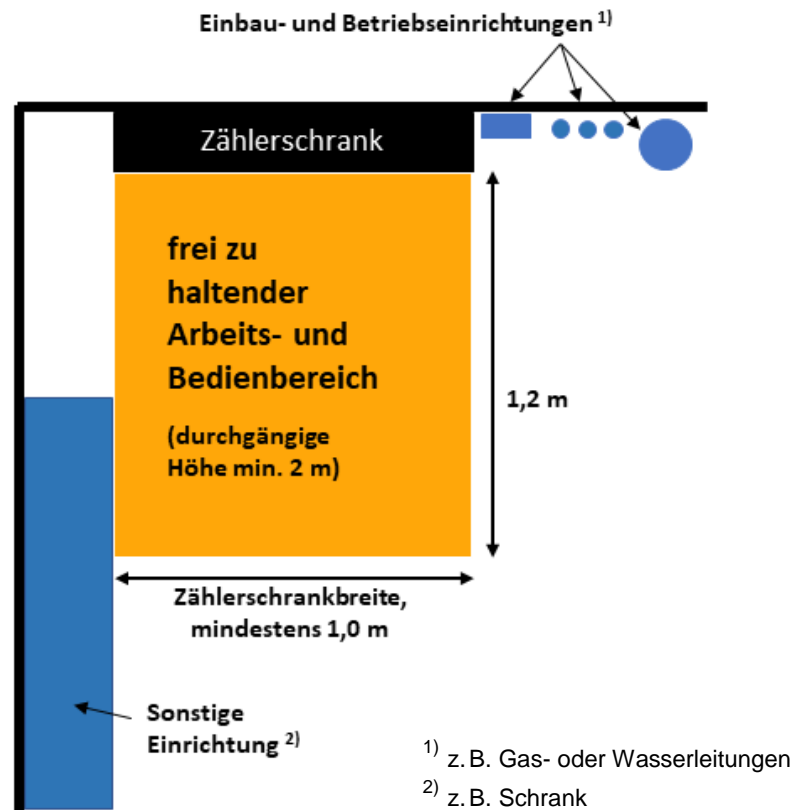 Einbau- und Betriebseinrichtungen 1)
Zählerschrank
frei zu
haltender
Arbeits- und
Bedienbereich
(durchgängige
Höhe min. 2 m)
1,2 m
Zählerschrankbreite,
mindestens 1,0 m
Sonstige
Einrichtung 2)
1) z.B. Gas- oder Wasserleitungen
2) z.B. Schrank